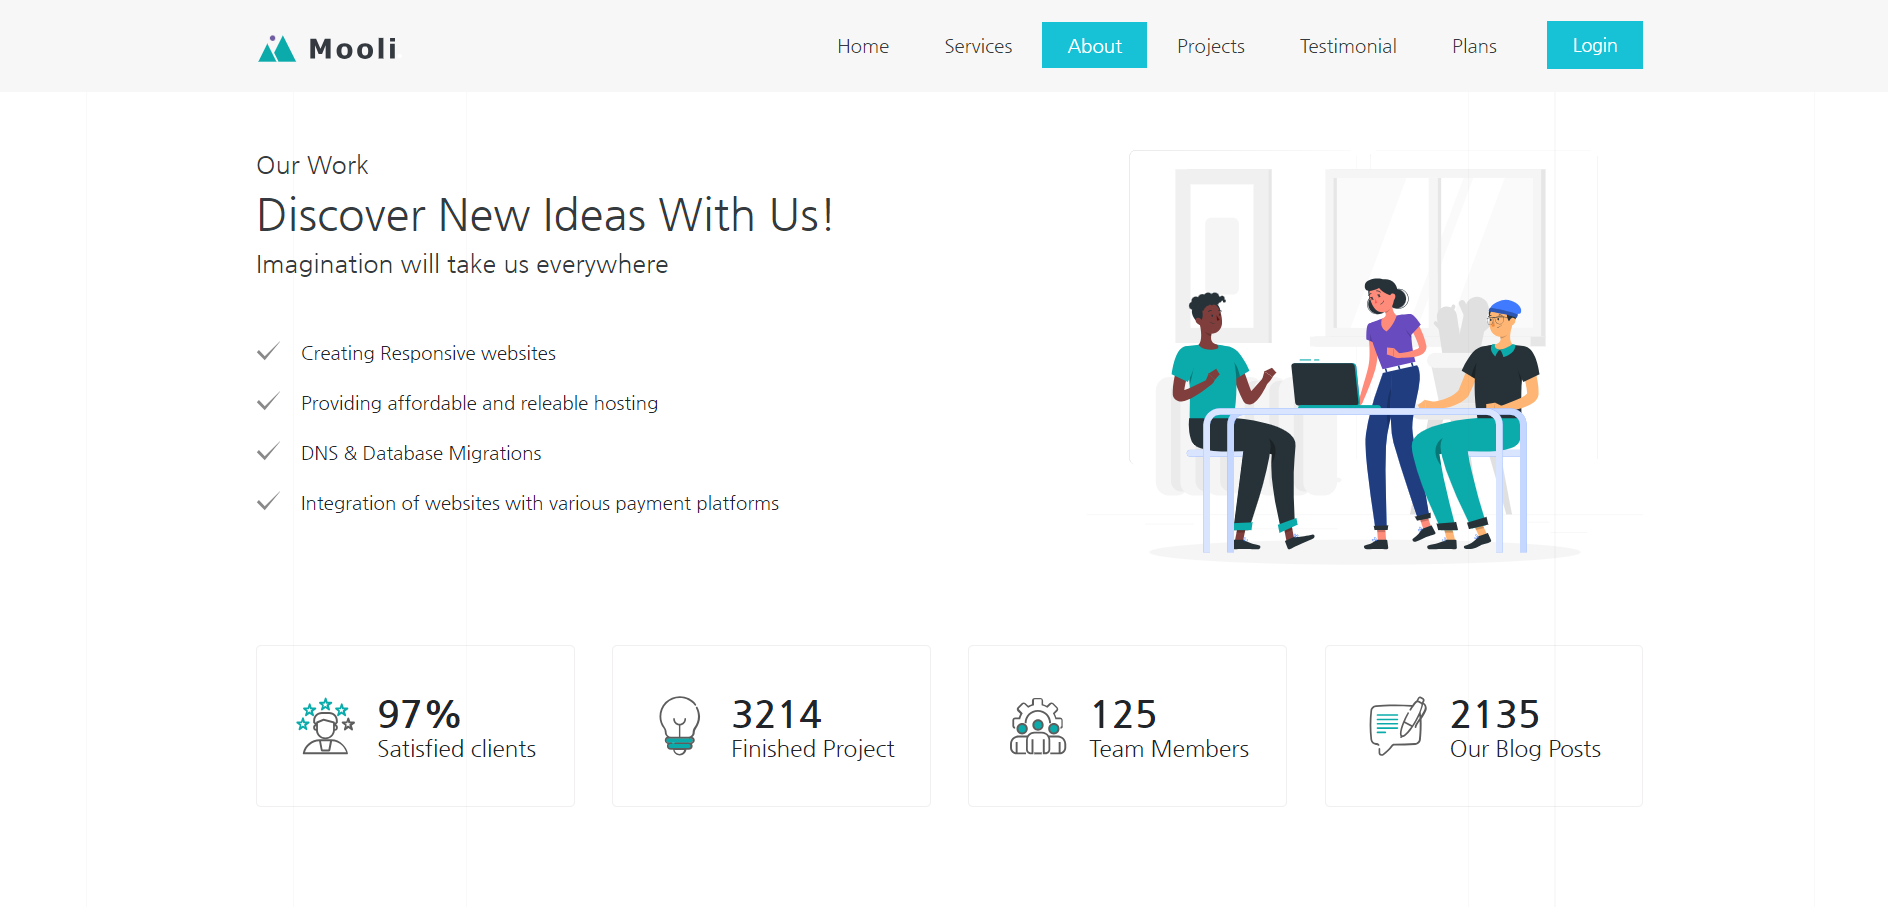 Mooli
Home Services About Projects Testimonial Plans Login
Our Work
Discover New Ideas With Us!
Imagination will take us everywhere
Creating Responsive websites
Providing affordable and releable hosting
DNS & Database Migrations
Integration of websites with various payment platforms
97%
Satisfied clients
3214
Finished Project
125
Team Members
2135
Our Blog Posts